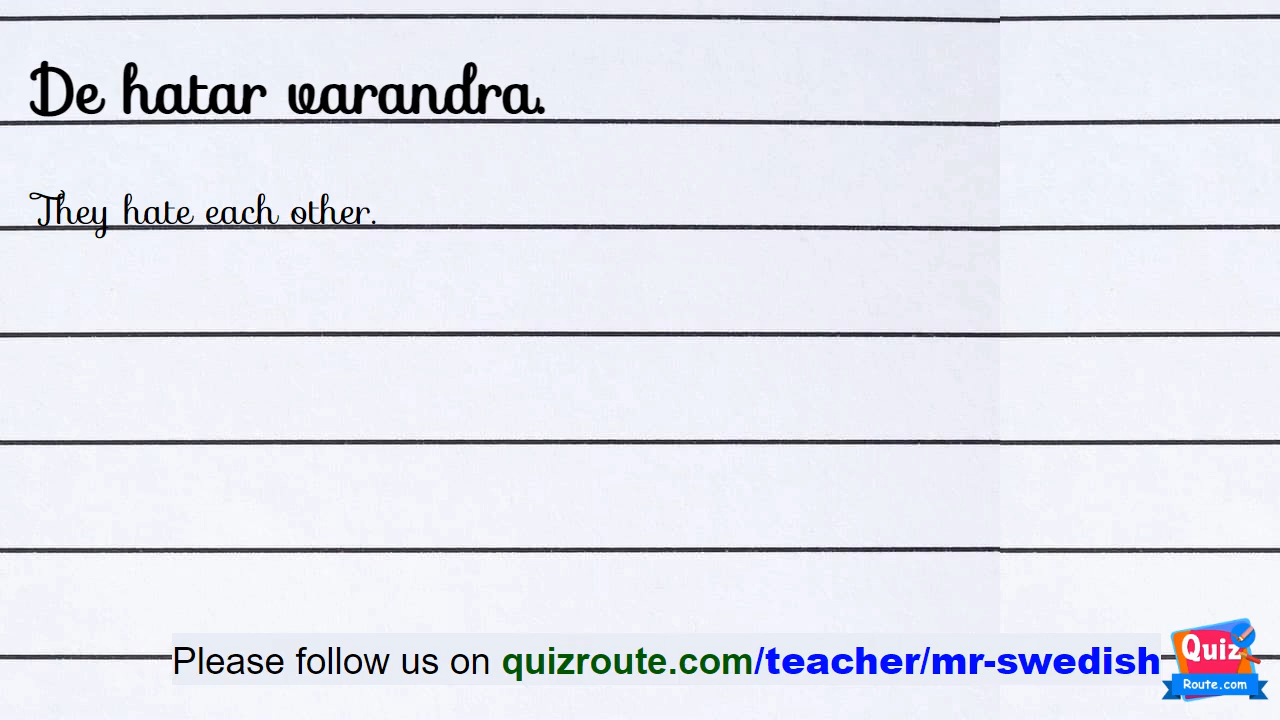 De hatar varandra.
They hate each other.
Please follow us on quizroute.com/teacher/mr-swedish
Quiz
Route.com